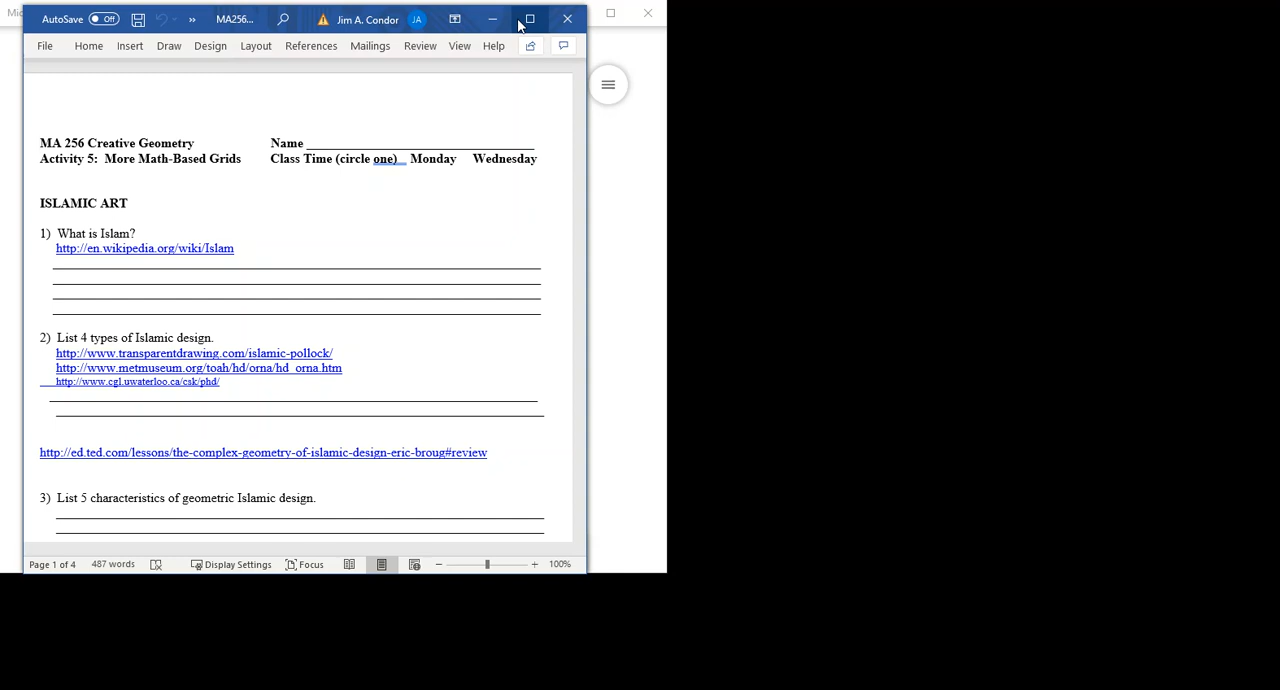 Mic
AutoSave Off MA256... Jim A. Condor JA
File Home Insert Draw Design Layout References Mailings Review View Help
MA 256 Creative Geometry Name
Activity 5: More Math-Based Grids Class Time (circle one) Monday Wednesday
ISLAMIC ART
1) What is Islam?
http://en.wikipedia.org/wiki/Islam
2) List 4 types of Islamic design.
http://www.transparentdrawing.com/islamic-pollock/
http://www.metmuseum.org/toah/hd/orna/hd_orna.htm
http://www.cgl.uwaterloo.ca/csk/phd/
http://ed.ted.com/lessons/the-complex-geometry-of-islamic-design-eric-broug#review
3) List 5 characteristics of geometric Islamic design.
Page 1 of 4 487 words Display Settings Focus 100%